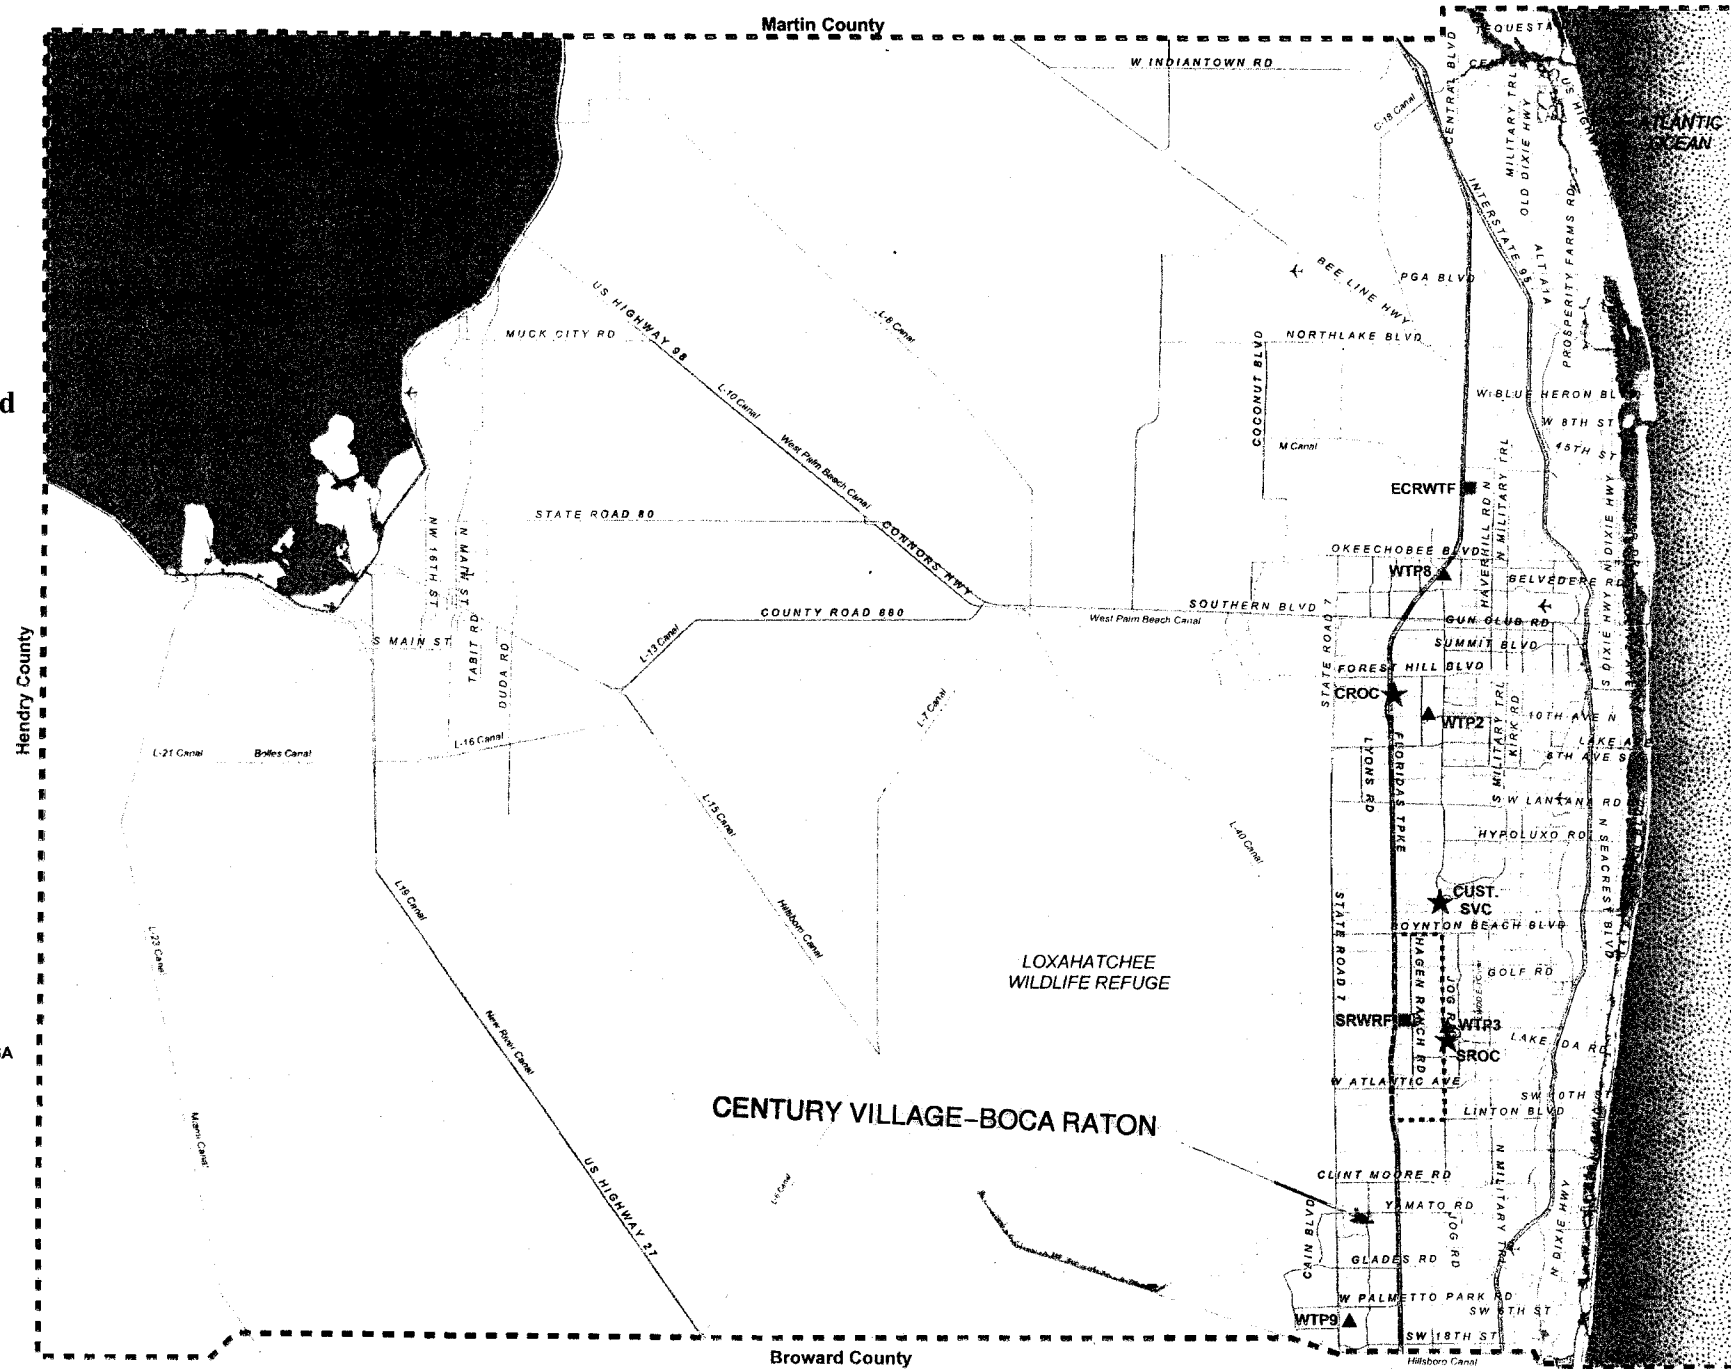 Martin County
TEQUESTA
W INDIANTOWN RD
CENTRAL BLVD
C-18 Canal
MILITARY TRL
OLD DIXIE HWY
ATLANTIC
OCEAN
INTERSTATE 95
ALT A1A
PROSPERITY FARMS RD
BEE LINE HWY
PGA BLVD
US HIGHWAY 98
MUCK CITY RD
L-8 Canal
NORTHLAKE BLVD
COCONUT BLVD
d
L-10 Canal
West Palm Beach Canal
M Canal
W BLUE HERON BL
W 8TH ST
45TH ST
ECRWTF
N MILITARY TRL
HAVERHILL RD N
N DIXIE HWY
STATE ROAD 80
CONNORS HWY
NW 16TH ST
N MAIN ST
OKEECHOBEE BLVD
WTP8
BELVEDERE RD
COUNTY ROAD 880
SOUTHERN BLVD
West Palm Beach Canal
STATE ROAD 7
GUN CLUB RD
SUMMIT BLVD
S DIXIE HWY
FOREST HILL BLVD
Hendry County
S MAIN ST
TABIT RD
DUDA RD
L-13 Canal
CROC
WTP2
L-7 Canal
10TH AVE N
KIRK RD
S MILITARY TRL
LAKE AVE
6TH AVE S
L-21 Canal
Bolles Canal
L-16 Canal
LYONS RD
FLORIDAS TPKE
W LANTANA RD
HYPOLUXO RD
N SEACREST BLVD
L-15 Canal
L-40 Canal
L19 Canal
Hillsboro Canal
CUST.
SVC
BOYNTON BEACH BLVD
STATE ROAD 7
HAGEN RANCH RD
JOG RD
GOLF RD
L-23 Canal
LOXAHATCHEE
WILDLIFE REFUGE
New River Canal
SRWRF
WTP3
SROC
LAKE IDA RD
W ATLANTIC AVE
SW 10TH ST
LINTON BLVD
CENTURY VILLAGE-BOCA RATON
Miami Canal
US HIGHWAY 27
L-6 Canal
CLINT MOORE RD
YAMATO RD
N MILITARY TRL
CAIN BLVD
JOG RD
GLADES RD
N DIXIE HWY
W PALMETTO PARK RD
WTP9
SW 18TH ST
Broward County
Hillsboro Canal